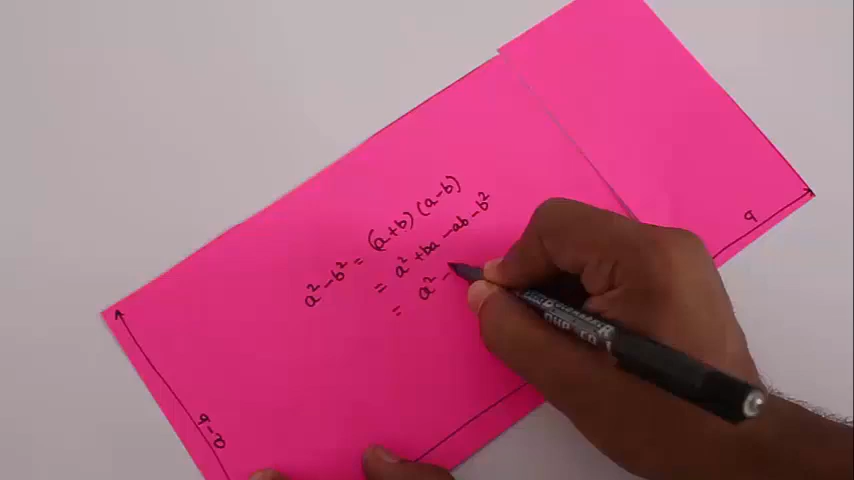 a² - b² = (a+b) (a-b)
= a² + ba - ab - b²
= a² -
a-b
b